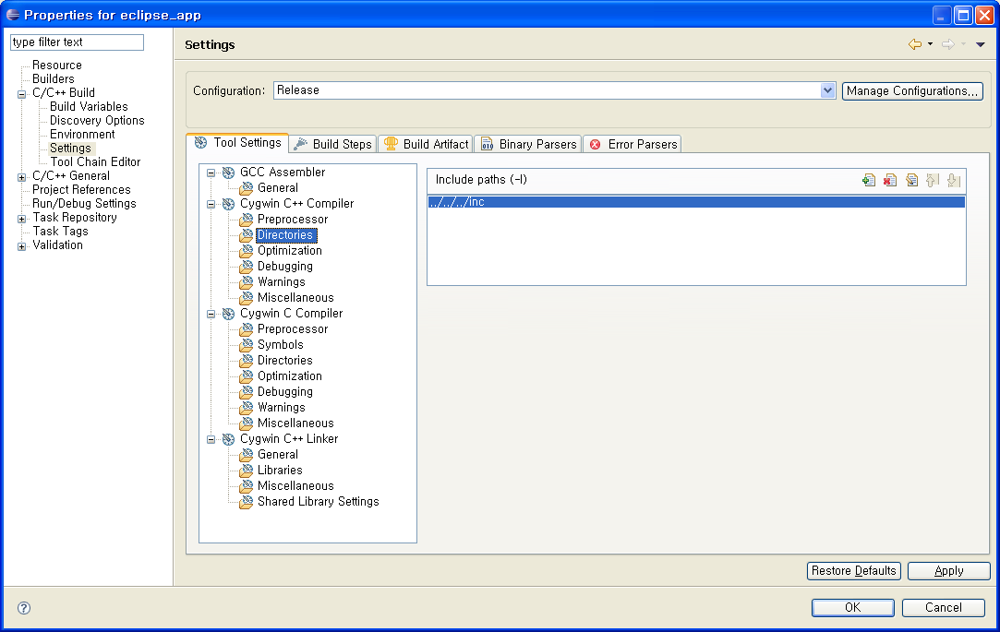 Properties for eclipse_app
type filter text
Resource
Builders
C/C++ Build
Build Variables
Discovery Options
Environment
Settings
Tool Chain Editor
C/C++ General
Project References
Run/Debug Settings
Task Repository
Task Tags
Validation
Settings
Configuration: Release Manage Configurations...
Tool Settings Build Steps Build Artifact Binary Parsers Error Parsers
GCC Assembler
General
Cygwin C++ Compiler
Preprocessor
Directories
Optimization
Debugging
Warnings
Miscellaneous
Cygwin C Compiler
Preprocessor
Symbols
Directories
Optimization
Debugging
Warnings
Miscellaneous
Cygwin C++ Linker
General
Libraries
Miscellaneous
Shared Library Settings
Include paths (-I)
../../../inc
Restore Defaults Apply
OK Cancel